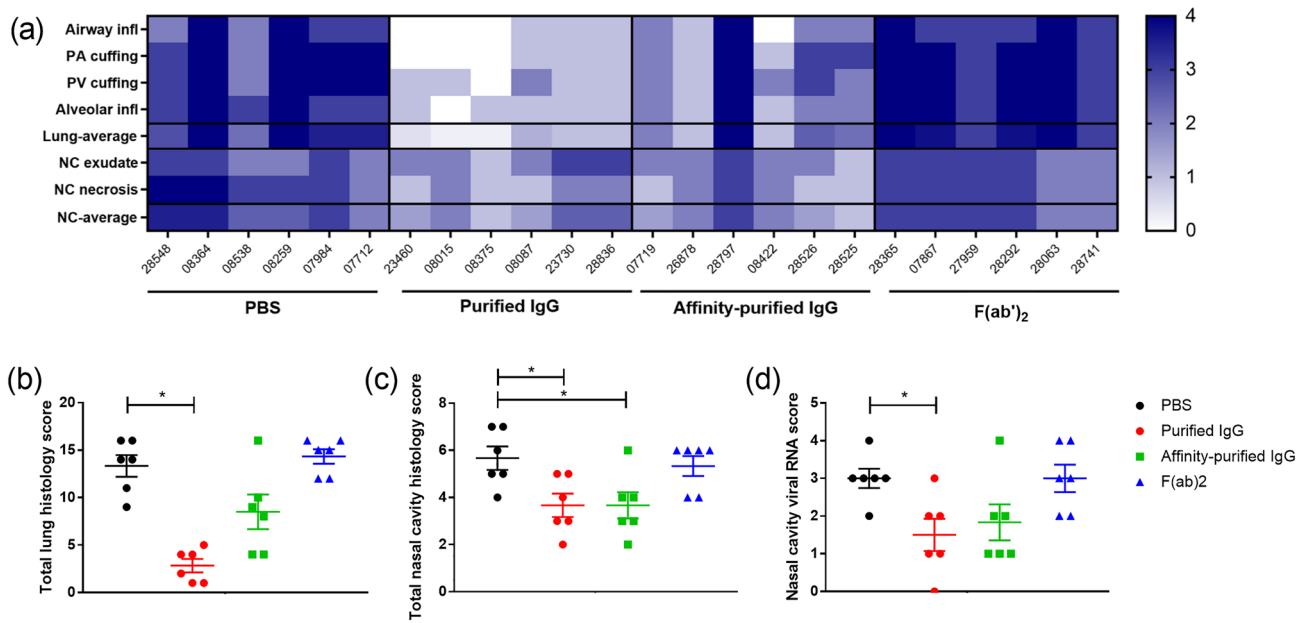 (a)
Airway infl
PA cuffing
PV cuffing
Alveolar infl
Lung-average
NC exudate
NC necrosis
NC-average
4
3
2
1
0
28548 08364 08538 08259 07984 07712 23460 08015 08375 08087 23730 28836 07719 26878 28797 08422 28526 28525 28365 07867 27959 28292 28063 28741
PBS Purified IgG Affinity-purified IgG F(ab')2
(b)
Total lung histology score
20
15
10
5
0
*
(c)
Total nasal cavity histology score
8
6
4
2
0
*
*
(d)
Nasal cavity viral RNA score
5
4
3
2
1
0
*
PBS
Purified IgG
Affinity-purified IgG
F(ab)2